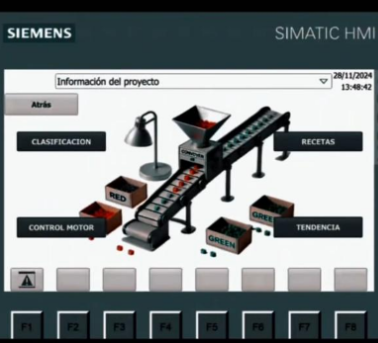 SIEMENS
SIMATIC HMI
Información del proyecto
28/11/2024
13:48:42
Atrás
CLASIFICACION
RECETAS
RED
GREEN
GREEN
CONTROL MOTOR
TENDENCIA
F1 F2 F3 F4 F5 F6 F7 F8